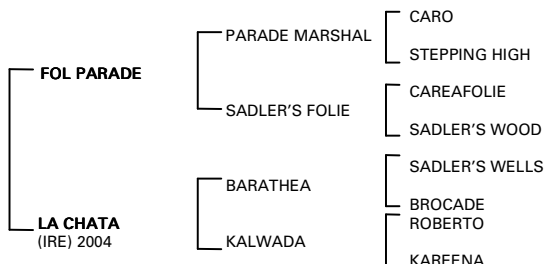 CARO
PARADE MARSHAL
STEPPING HIGH
FOL PARADE
CAREAFOLIE
SADLER'S FOLIE
SADLER'S WOOD
SADLER'S WELLS
BARATHEA
BROCADE
LA CHATA
(IRE) 2004
ROBERTO
KALWADA
KAREENA